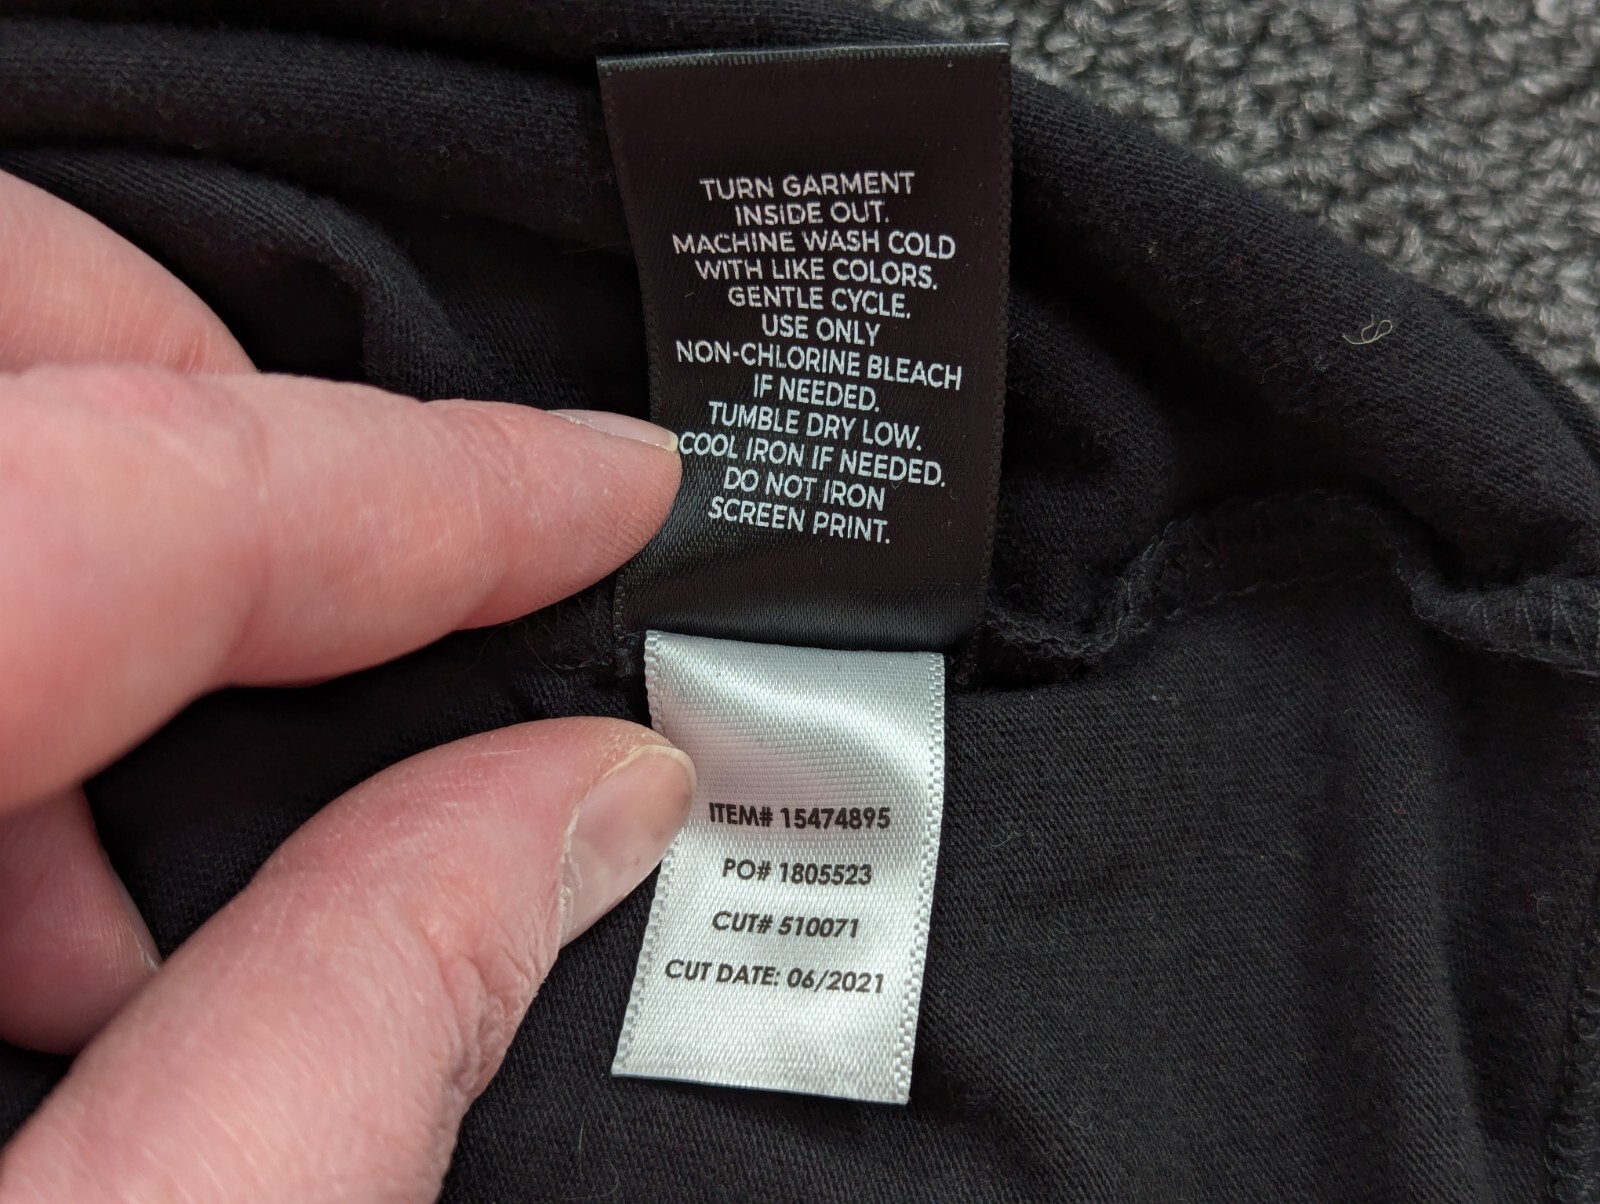 TURN GARMENT
INSIDE OUT.
MACHINE WASH COLD
WITH LIKE COLORS.
GENTLE CYCLE.
USE ONLY
NON-CHLORINE BLEACH
IF NEEDED.
TUMBLE DRY LOW.
COOL IRON IF NEEDED.
DO NOT IRON
SCREEN PRINT.
ITEM# 15474895
PO# 1805523
CUT# 510071
CUT DATE: 06/2021